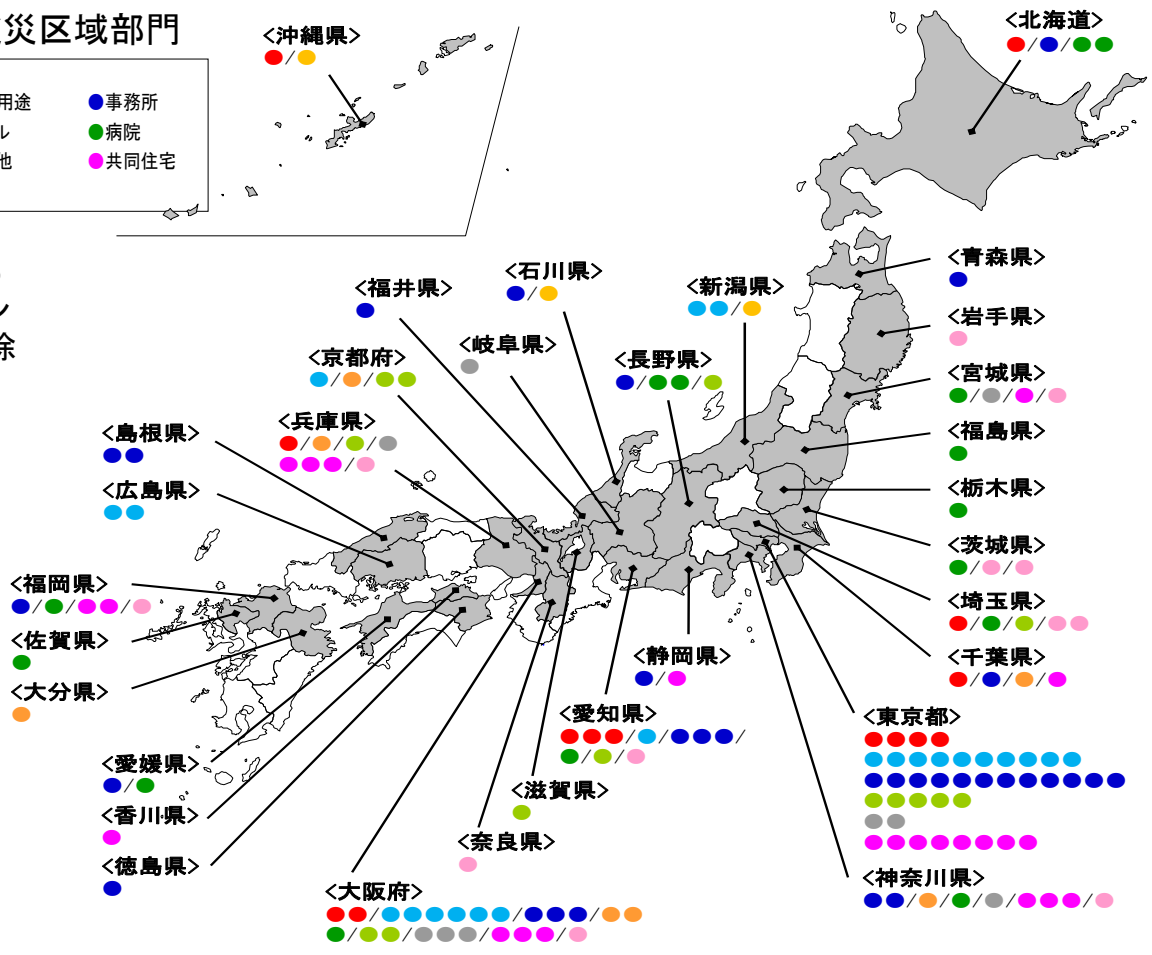 災区域部門
用途
●事務所
ル
●病院
他
●共同住宅
ル
除
<沖縄県>
/
<北海道>
/ /
<青森県>
<岩手県>
<宮城県>
/ / /
<福島県>
<栃木県>
<茨城県>
/ /
<埼玉県>
/ / /
<千葉県>
/ / /
<東京都>
<神奈川県>
/ / / / /
<石川県>
/
<福井県>
<新潟県>
/
<岐阜県>
<長野県>
/ /
<京都府>
/ /
<兵庫県>
/ / /
/
<島根県>
<広島県>
<福岡県>
/ / /
<佐賀県>
<大分県>
<愛媛県>
/
<香川県>
<徳島県>
<静岡県>
/
<愛知県>
/ / /
/ /
<滋賀県>
<奈良県>
<大阪府>
/ / /
/ / / /